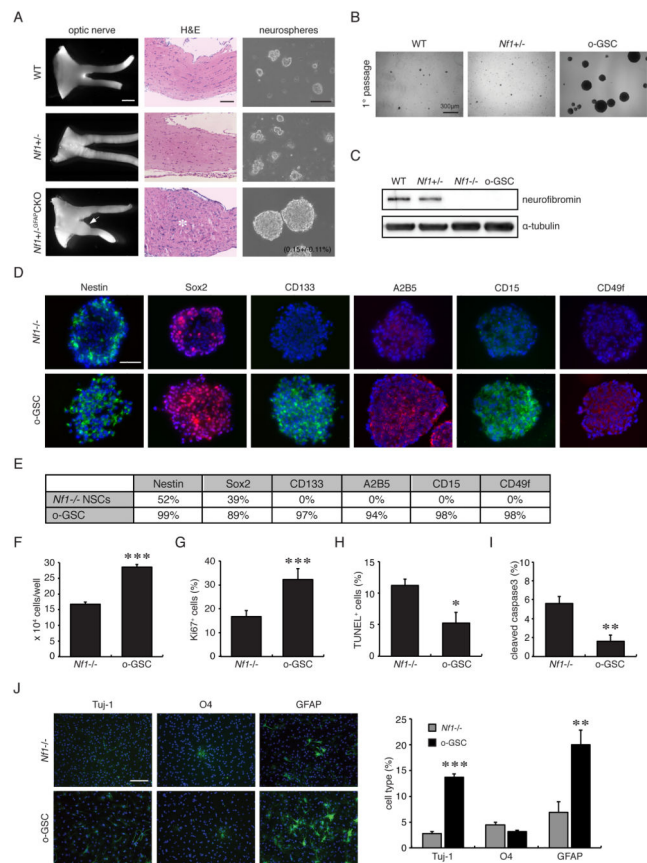 A
optic nerve
H&E
neurospheres
WT
Nf1+/-
Nf1+/-GFAPCKO
(0.15+/-0.11%)
B
WT
Nf1+/-
o-GSC
1° passage
300µm
C
WT Nf1+/- Nf1-/- o-GSC
neurofibromin
α-tubulin
D
Nestin
Sox2
CD133
A2B5
CD15
CD49f
Nf1-/-
o-GSC
E
Nestin Sox2 CD133 A2B5 CD15 CD49f
Nf1-/- NSCs 52% 39% 0% 0% 0% 0%
o-GSC 99% 89% 97% 94% 98% 98%
F
x 10⁴ cells/well
30
25
20
15
10
5
0
***
Nf1-/- o-GSC
G
Ki67⁺ cells (%)
40
30
20
10
0
***
Nf1-/- o-GSC
H
TUNEL⁺ cells (%)
15
10
5
0
*
Nf1-/- o-GSC
I
cleaved caspase3 (%)
10
8
6
4
2
0
**
Nf1-/- o-GSC
J
Tuj-1
O4
GFAP
Nf1-/-
o-GSC
cell type (%)
25
20
15
10
5
0
Nf1-/-
o-GSC
***
**
Tuj-1 O4 GFAP